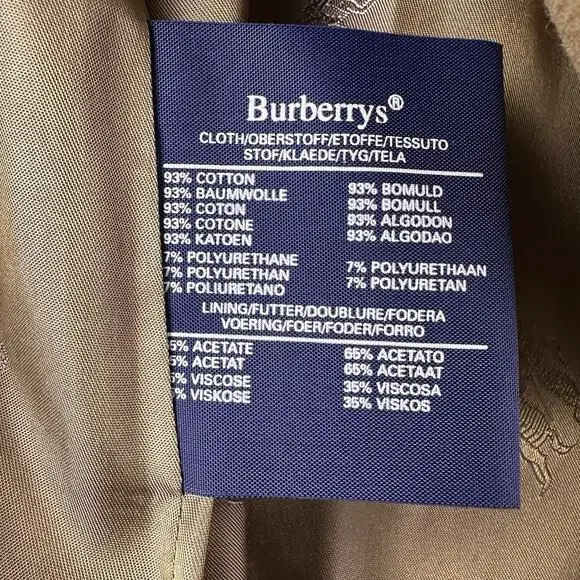 Burberrys®
CLOTH/OBERSTOFF/ETOFFE/TESSUTO
STOF/KLAEDE/TYG/TELA
93% COTTON
93% BAUMWOLLE
93% COTON
93% COTONE
93% KATOEN
93% BOMULD
93% BOMULL
93% ALGODON
93% ALGODAO
7% POLYURETHANE
7% POLYURETHAN
7% POLIURETANO
7% POLYURETHAAN
7% POLYURETAN
LINING/FUTTER/DOUBLURE/FODERA
VOERING/FOER/FODER/FORRO
5% ACETATE
5% ACETAT
5% VISCOSE
% VISKOSE
65% ACETATO
65% ACETAAT
35% VISCOSA
35% VISKOS